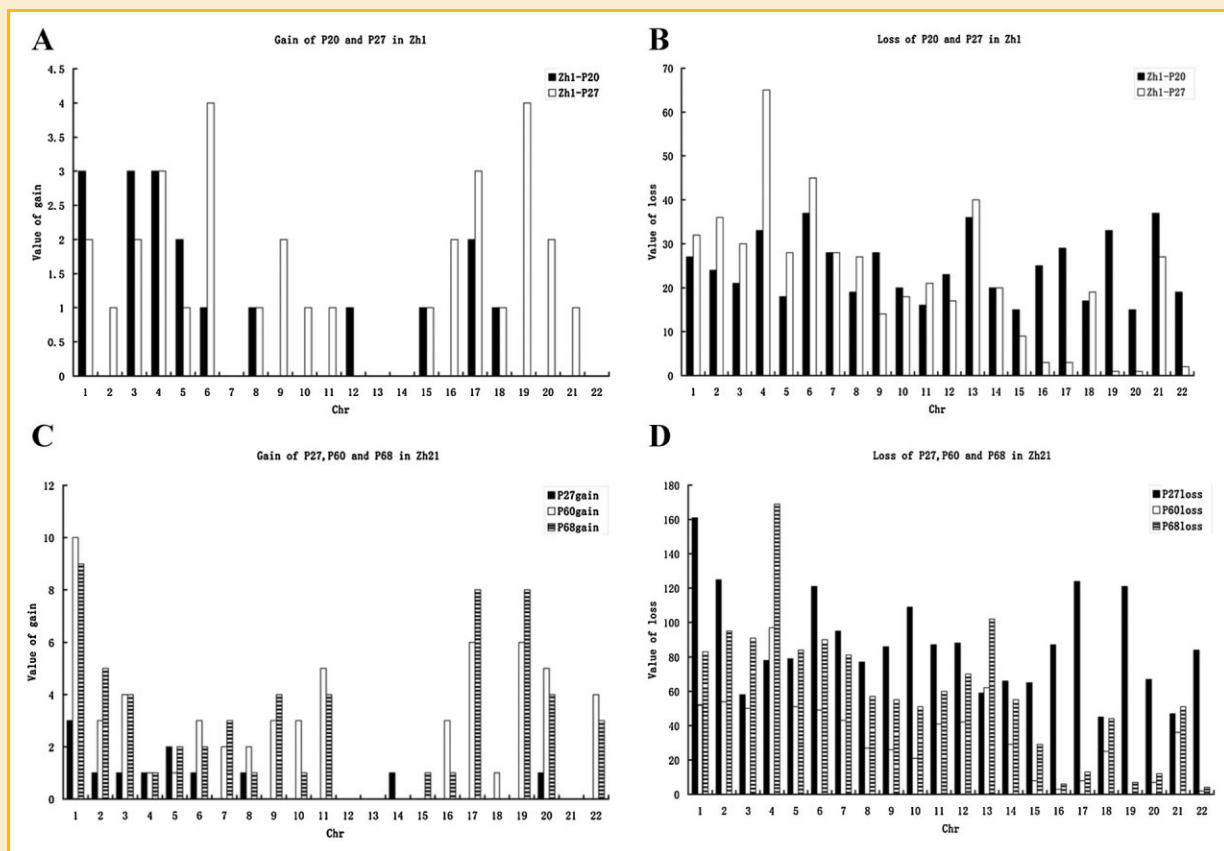 A
Gain of P20 and P27 in Zh1
Zh1-P20
Zh1-P27
Value of gain
4.5
4
3.5
3
2.5
2
1.5
1
0.5
0
1 2 3 4 5 6 7 8 9 10 11 12 13 14 15 16 17 18 19 20 21 22
Chr
B
Loss of P20 and P27 in Zh1
Zh1-P20
Zh1-P27
Value of loss
70
60
50
40
30
20
10
0
1 2 3 4 5 6 7 8 9 10 11 12 13 14 15 16 17 18 19 20 21 22
Chr
C
Gain of P27,P60 and P68 in Zh21
P27gain
P60gain
P68gain
Value of gain
12
10
8
6
4
2
0
1 2 3 4 5 6 7 8 9 10 11 12 13 14 15 16 17 18 19 20 21 22
Chr
D
Loss of P27,P60 and P68 in Zh21
P27loss
P60loss
P68loss
Value of loss
180
160
140
120
100
80
60
40
20
0
1 2 3 4 5 6 7 8 9 10 11 12 13 14 15 16 17 18 19 20 21 22
Chr